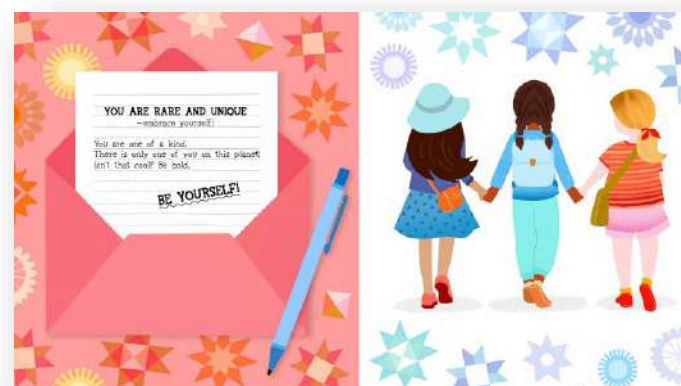 YOU ARE RARE AND UNIQUE
-embrace yourself!
You are one of a kind.
There is only one of you on this planet
isn't that cool? Be bold.
BE YOURSELF!